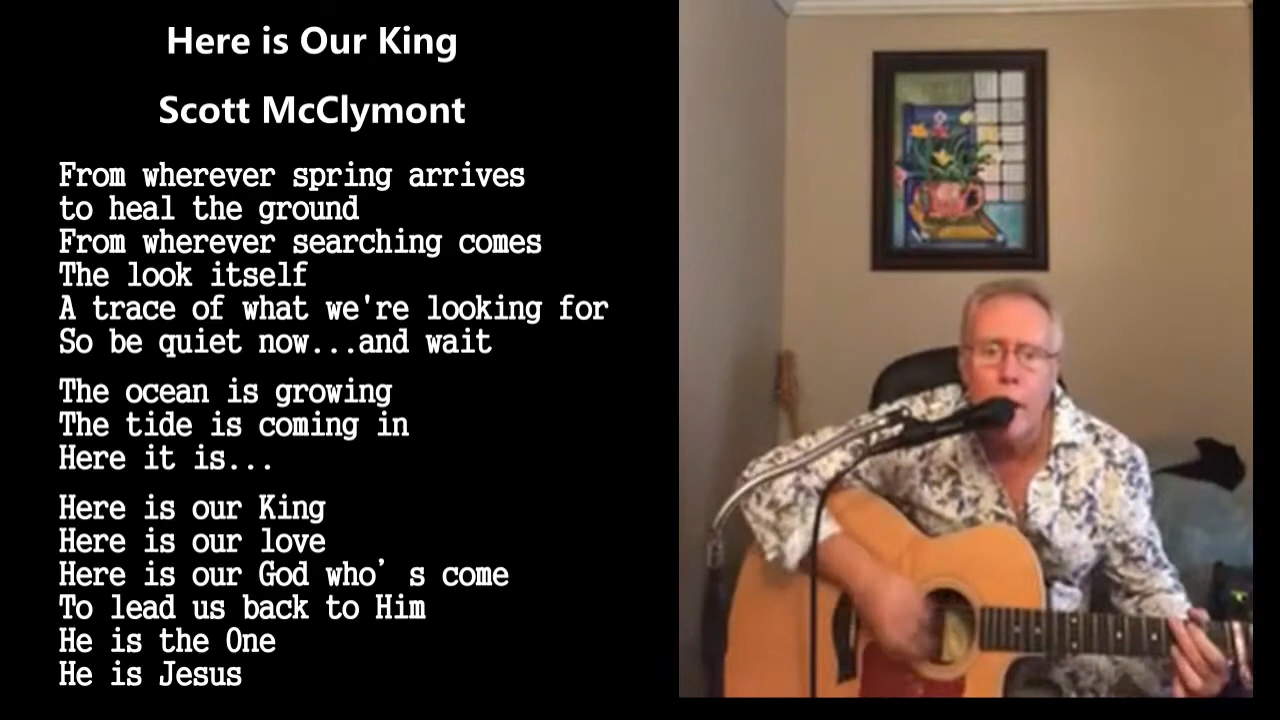 Here is Our King
Scott McClymont
From wherever spring arrives
to heal the ground
From wherever searching comes
The look itself
A trace of what we're looking for
So be quiet now...and wait
The ocean is growing
The tide is coming in
Here it is...
Here is our King
Here is our love
Here is our God who’ s come
To lead us back to Him
He is the One
He is Jesus